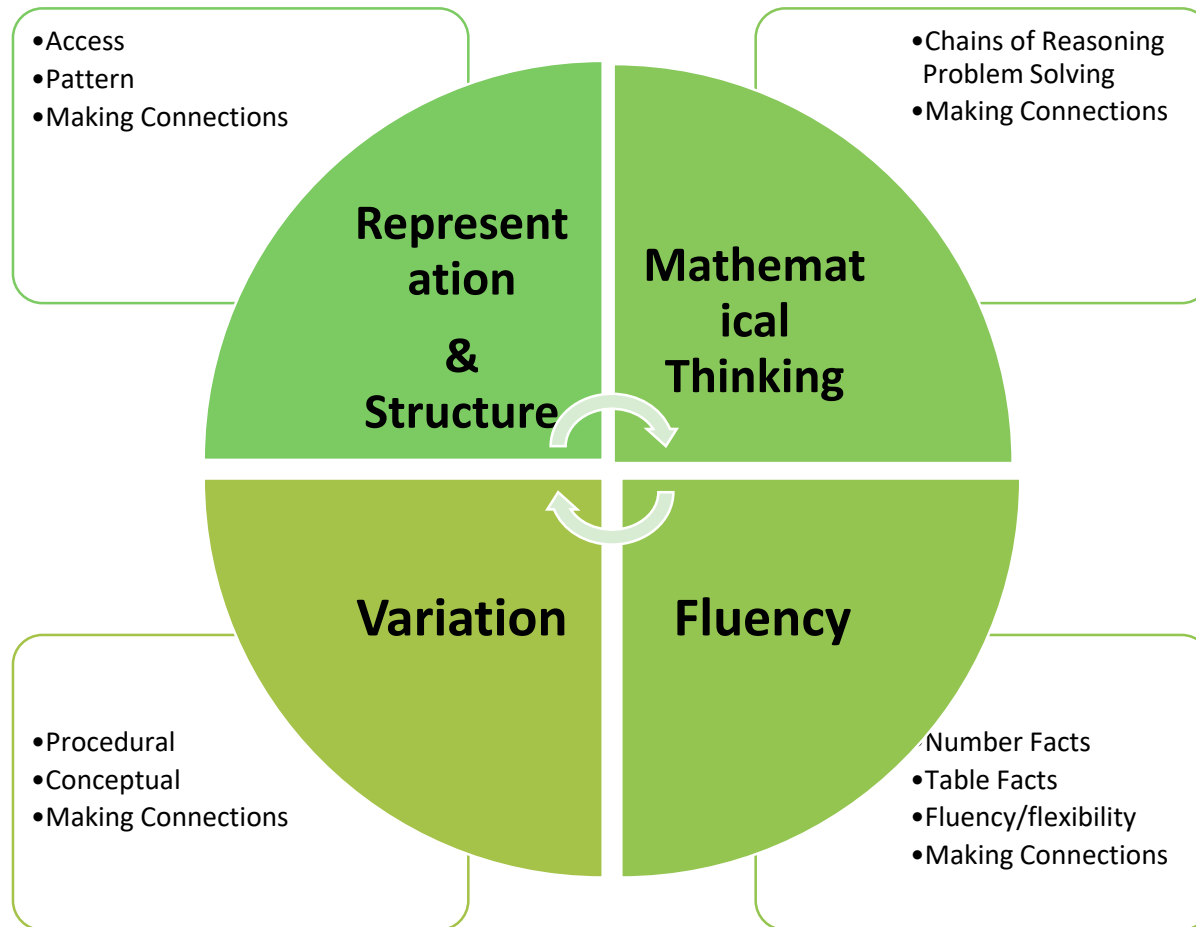 •Access
•Pattern
•Making Connections
•Chains of Reasoning
Problem Solving
•Making Connections
Represent
ation
&
Structure
Mathemat
ical
Thinking
Variation
Fluency
•Procedural
•Conceptual
•Making Connections
•Number Facts
•Table Facts
•Fluency/flexibility
•Making Connections